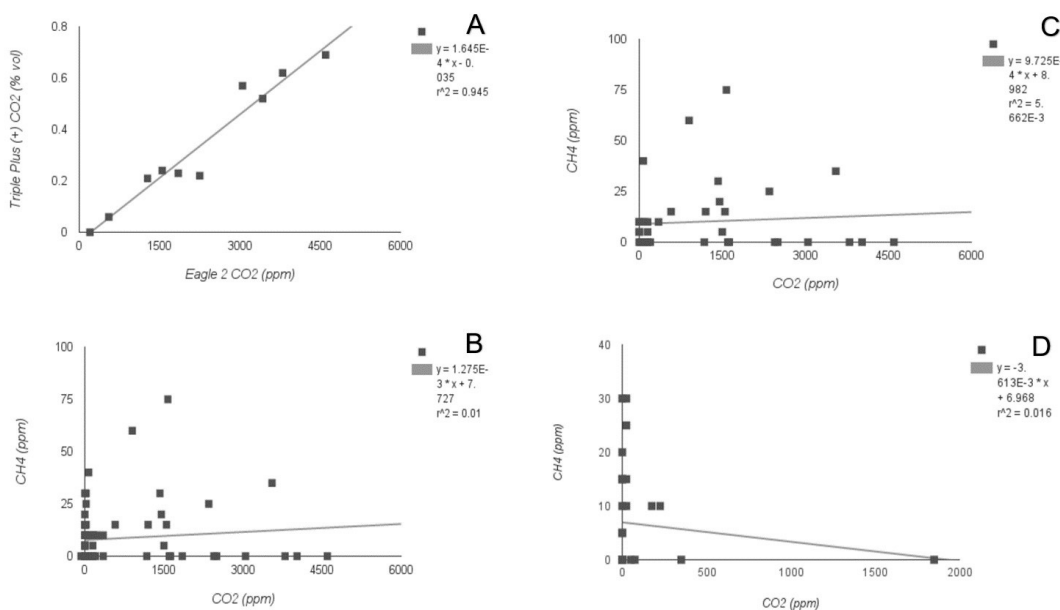 A
0.8
0.6
0.4
0.2
0
Triple Plus (+) CO2 (% vol)
0 1500 3000 4500 6000
Eagle 2 CO2 (ppm)
y = 1.645E-
4 * x - 0.
035
r^2 = 0.945
C
100
75
50
25
0
CH4 (ppm)
0 1500 3000 4500 6000
CO2 (ppm)
y = 9.725E
4 * x + 8.
982
r^2 = 5.
662E-3
B
100
75
50
25
0
CH4 (ppm)
0 1500 3000 4500 6000
CO2 (ppm)
y = 1.275E-
3 * x + 7.
727
r^2 = 0.01
D
40
30
20
10
0
CH4 (ppm)
0 500 1000 1500 2000
CO2 (ppm)
y = -3.
613E-3 * x
+ 6.968
r^2 = 0.016